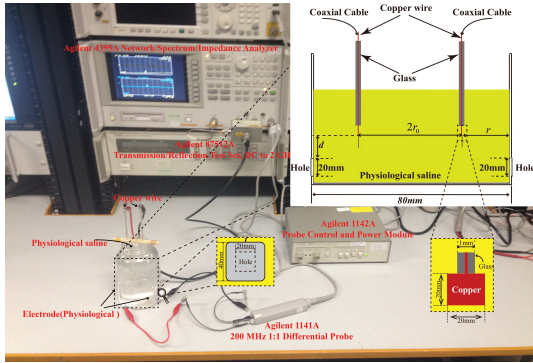 Agilent 4395A Network/Spectrum/Impedance Analyzer
Agilent 87512A
Transmission/Reflection Test Set, DC to 2 GHz
Copper wire
Physiological saline
Electrode(Physiological )
20mm
40mm
Hole
Agilent 1142A
Probe Control and Power Module
Agilent 1141A
200 MHz 1:1 Differential Probe
Coaxial Cable
Copper wire
Coaxial Cable
Glass
2r0
r
d
20mm
20mm
Hole
Hole
Physiological saline
80mm
1mm
Glass
Copper
20mm
20mm